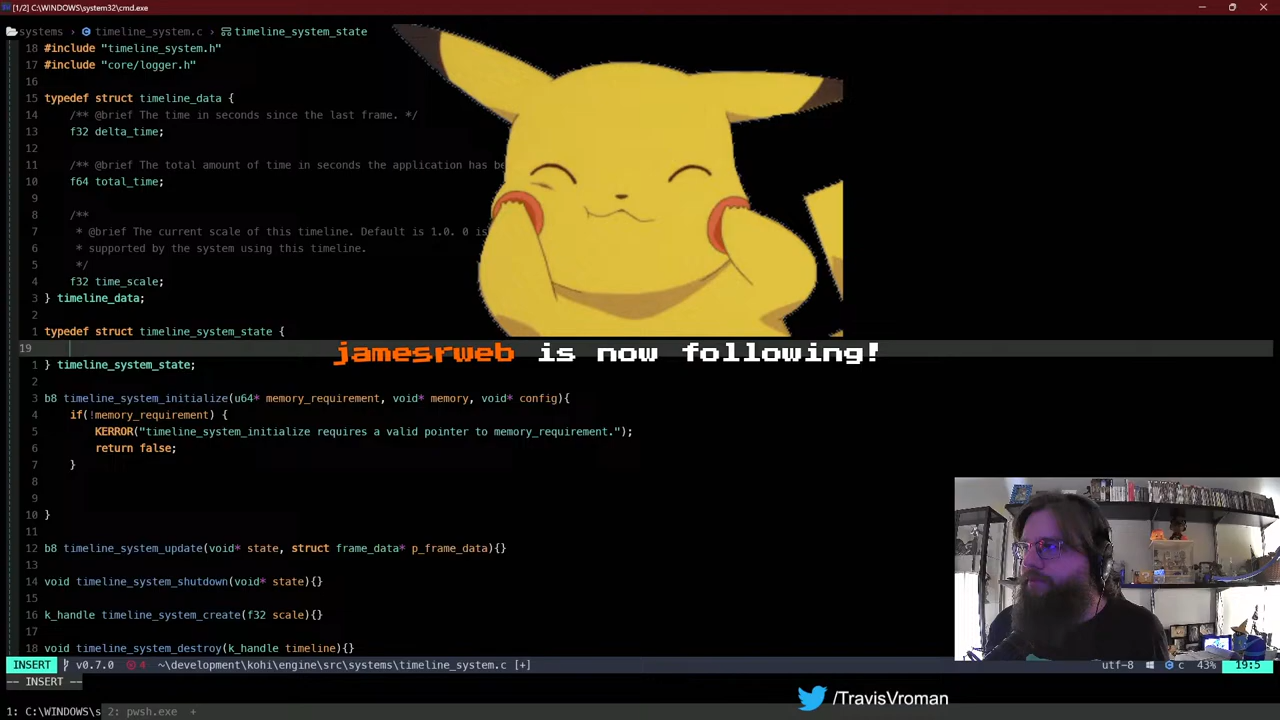 [1/2] C:\WINDOWS\system32\cmd.exe
systems › timeline_system.c › timeline_system_state
18 #include "timeline_system.h"
17 #include "core/logger.h"
16
15 typedef struct timeline_data {
14 /** @brief The time in seconds since the last frame. */
13 f32 delta_time;
12
11 /** @brief The total amount of time in seconds the application has be
10 f64 total_time;
9
8 /**
7 * @brief The current scale of this timeline. Default is 1.0. 0 is
6 * supported by the system using this timeline.
5 */
4 f32 time_scale;
3 } timeline_data;
2
1 typedef struct timeline_system_state {
19
jamesrweb is now following!
1 } timeline_system_state;
2
3 b8 timeline_system_initialize(u64* memory_requirement, void* memory, void* config){
4 if(!memory_requirement) {
5 KERROR("timeline_system_initialize requires a valid pointer to memory_requirement.");
6 return false;
7 }
8
9
10 }
11
12 b8 timeline_system_update(void* state, struct frame_data* p_frame_data){}
13
14 void timeline_system_shutdown(void* state){}
15
16 k_handle timeline_system_create(f32 scale){}
17
18 void timeline_system_destroy(k_handle timeline){}
INSERT v0.7.0 4 ~\development\kohi\engine\src\systems\timeline_system.c [+] utf-8 c 43% 19:5
-- INSERT --
/TravisVroman
1: C:\WINDOWS\s 2: pwsh.exe +